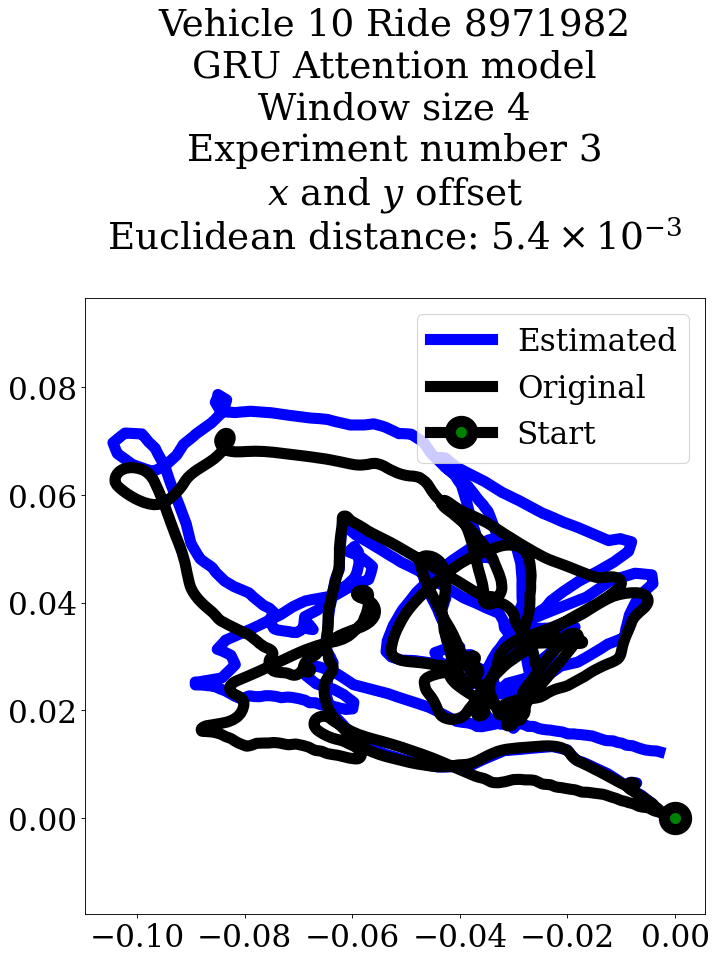 Vehicle 10 Ride 8971982
GRU Attention model
Window size 4
Experiment number 3
x and y offset
Euclidean distance: 5.4 × 10⁻³
Estimated
Original
Start
0.08
0.06
0.04
0.02
0.00
−0.10 −0.08 −0.06 −0.04 −0.02 0.00